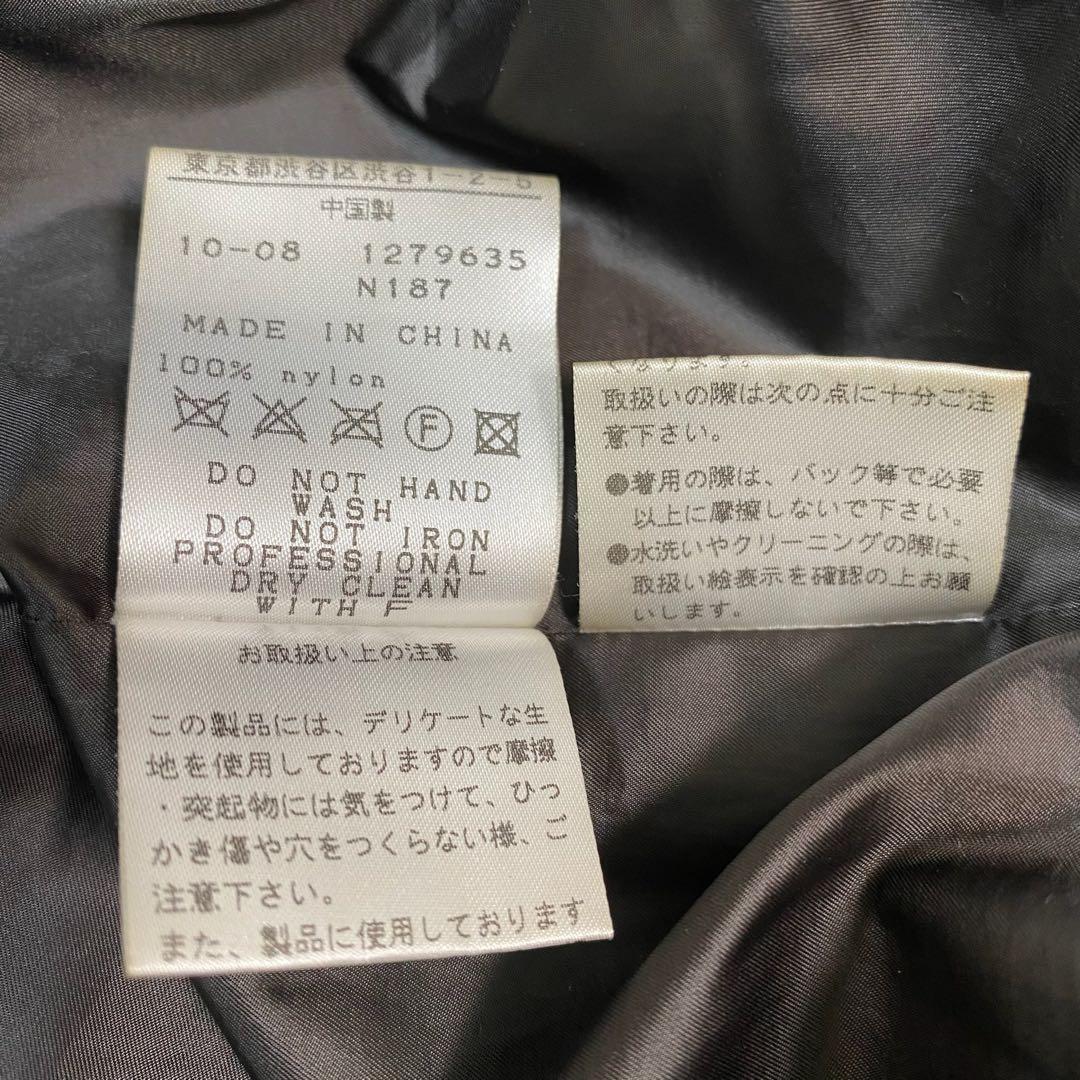 東京都渋谷区渋谷1-2-6
中国製
10-08 1279635
N187
MADE IN CHINA
100% nylon
F
DO NOT HAND
WASH
DO NOT IRON
PROFESSIONAL
DRY CLEAN
WITH F
お取扱い上の注意
この製品には、デリケートな生
地を使用しておりますので摩擦
・突起物には気をつけて、ひっ
かき傷や穴をつくらない様、ご
注意下さい。
また、製品に使用しております
くなります。
取扱いの際は次の点に十分ご注
意下さい。
●着用の際は、バック等で必要
以上に摩擦しないで下さい。
●水洗いやクリーニングの際は、
取扱い絵表示を確認の上お願
いします。